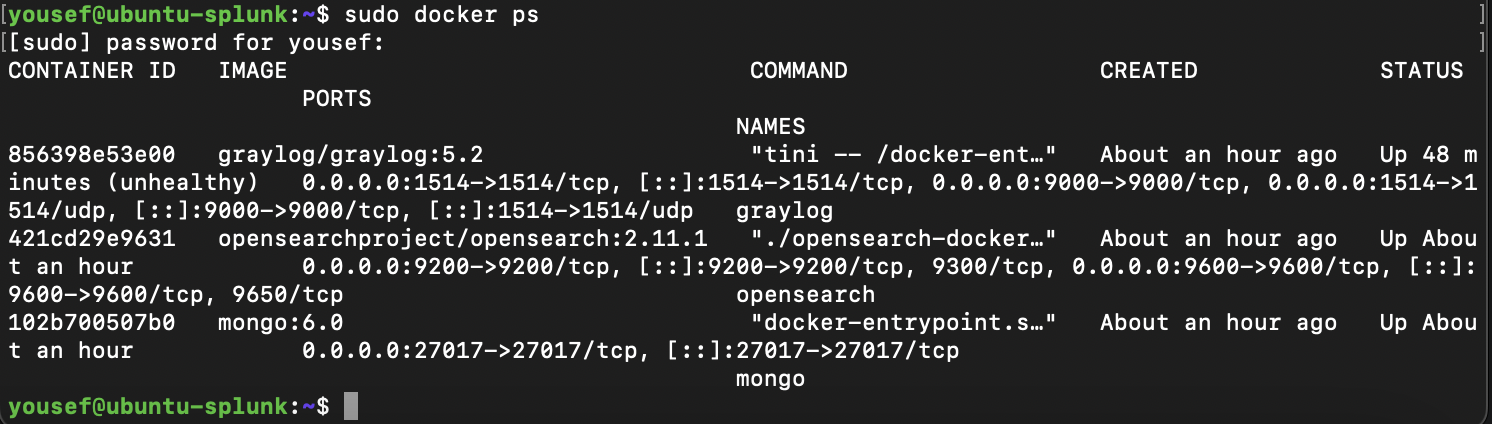 [yousef@ubuntu-splunk:~$ sudo docker ps ]
[[sudo] password for yousef: ]
CONTAINER ID   IMAGE                                 COMMAND                  CREATED             STATUS
                     PORTS
                                                    NAMES
856398e53e00   graylog/graylog:5.2                   "tini -- /docker-ent…"   About an hour ago   Up 48 m
inutes (unhealthy)   0.0.0.0:1514->1514/tcp, [::]:1514->1514/tcp, 0.0.0.0:9000->9000/tcp, 0.0.0.0:1514->1
514/udp, [::]:9000->9000/tcp, [::]:1514->1514/udp   graylog
421cd29e9631   opensearchproject/opensearch:2.11.1   "./opensearch-docker…"   About an hour ago   Up Abou
t an hour            0.0.0.0:9200->9200/tcp, [::]:9200->9200/tcp, 9300/tcp, 0.0.0.0:9600->9600/tcp, [::]:
9600->9600/tcp, 9650/tcp                            opensearch
102b700507b0   mongo:6.0                             "docker-entrypoint.s…"   About an hour ago   Up Abou
t an hour            0.0.0.0:27017->27017/tcp, [::]:27017->27017/tcp
                                                    mongo
yousef@ubuntu-splunk:~$